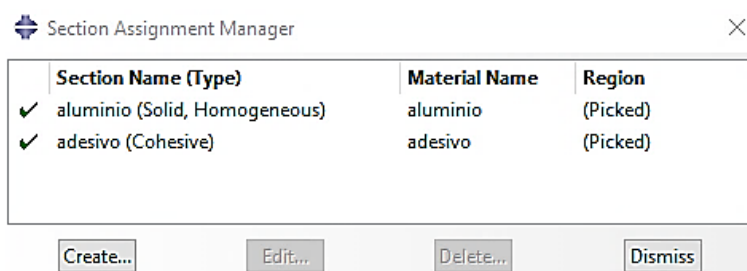 Section Assignment Manager
Section Name (Type) Material Name Region
aluminio (Solid, Homogeneous) aluminio (Picked)
adesivo (Cohesive) adesivo (Picked)
Create... Edit... Delete... Dismiss